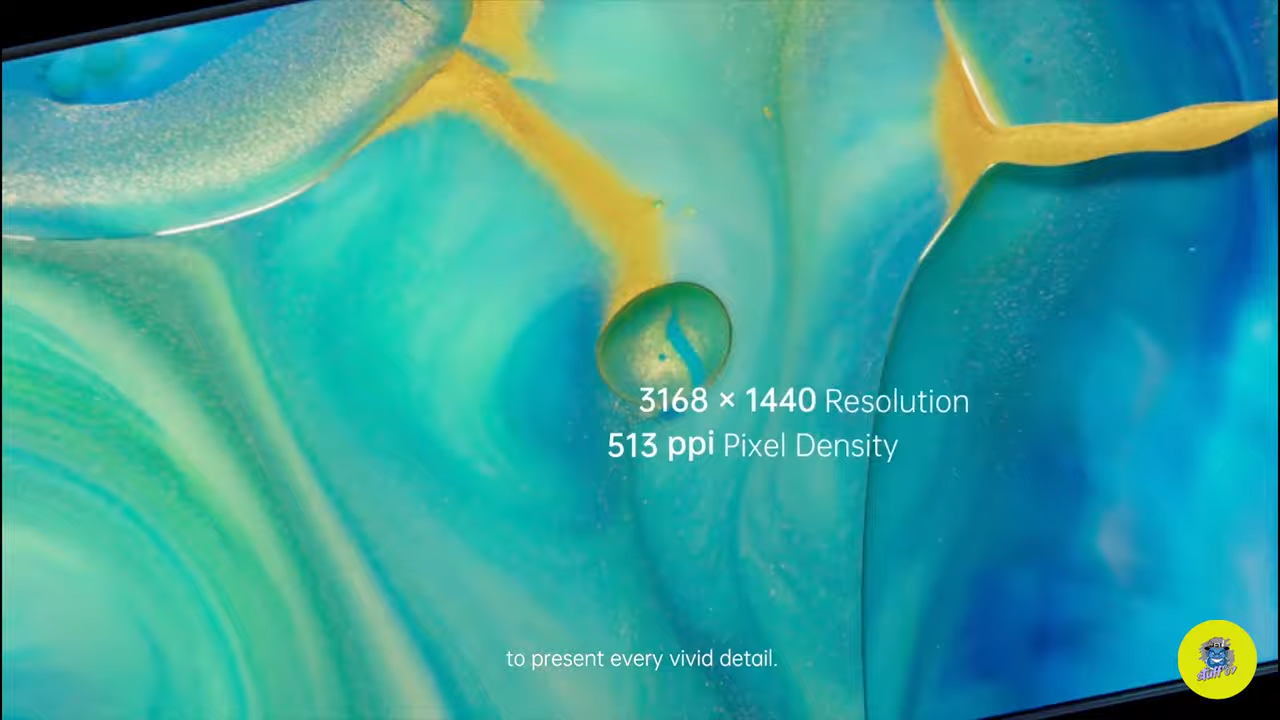 3168 × 1440 Resolution
513 ppi Pixel Density
to present every vivid detail.